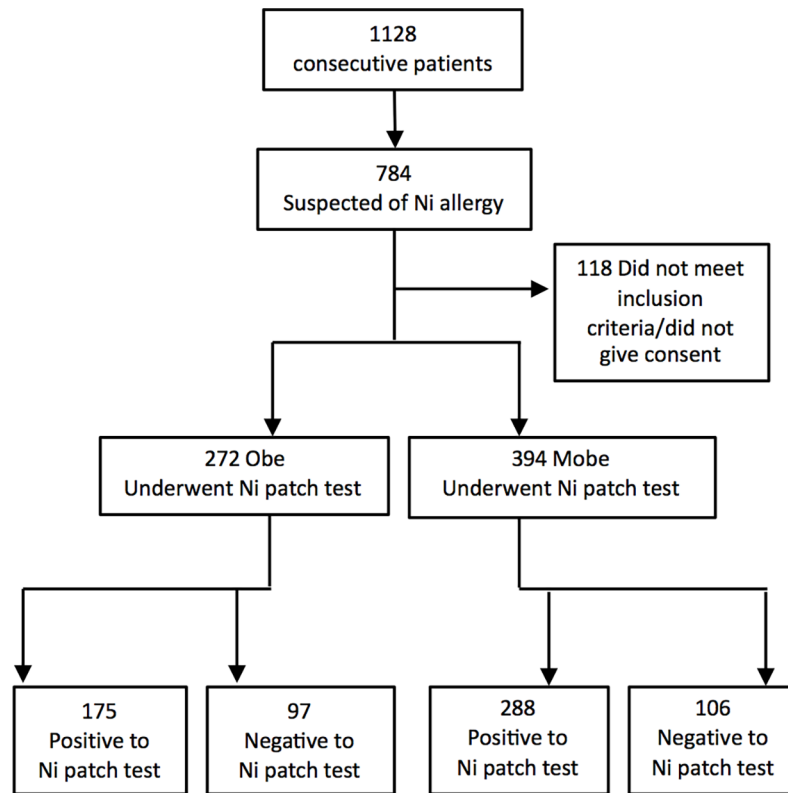 1128
consecutive patients
784
Suspected of Ni allergy
118 Did not meet
inclusion
criteria/did not
give consent
272 Obe
Underwent Ni patch test
394 Mobe
Underwent Ni patch test
175
Positive to
Ni patch test
97
Negative to
Ni patch test
288
Positive to
Ni patch test
106
Negative to
Ni patch test